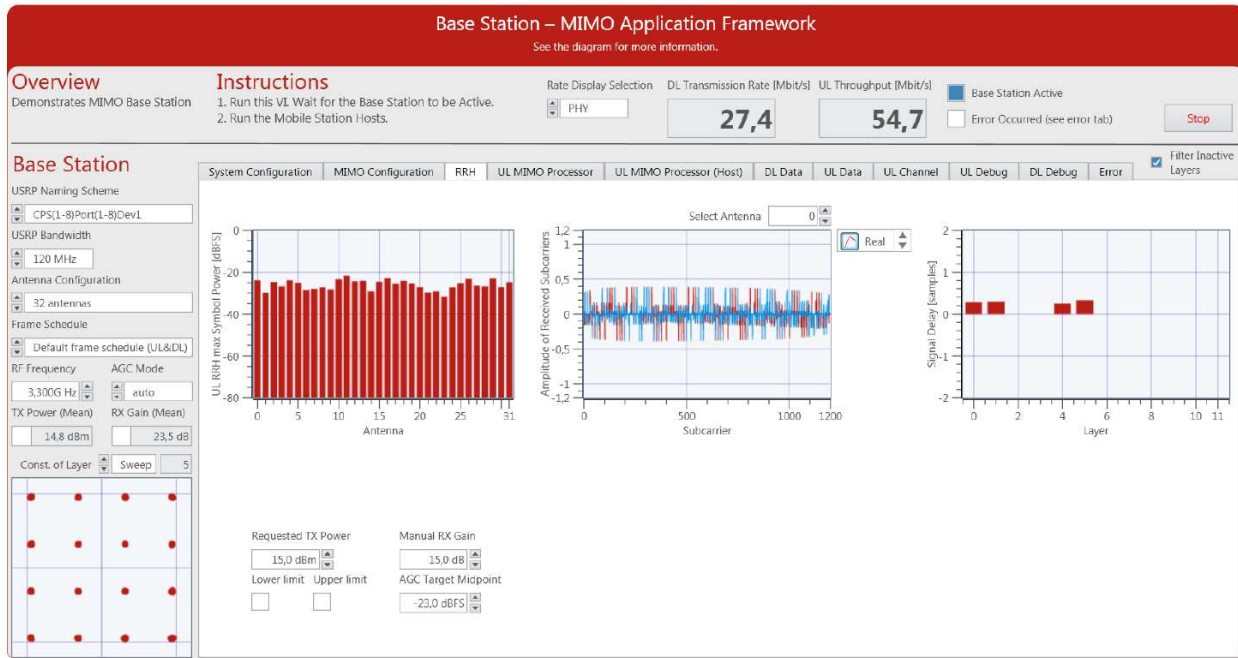 Base Station – MIMO Application Framework
See the diagram for more information.
Overview
Demonstrates MIMO Base Station
Instructions
1. Run this VI. Wait for the Base Station to be Active.
2. Run the Mobile Station Hosts.
Rate Display Selection
PHY
DL Transmission Rate [Mbit/s]
27,4
UL Throughput [Mbit/s]
54,7
Base Station Active
Error Occurred (see error tab)
Stop
Base Station
USRP Naming Scheme
CPS(1-8)Port(1-8)Dev1
USRP Bandwidth
120 MHz
Antenna Configuration
32 antennas
Frame Schedule
Default frame schedule (UL&DL)
RF Frequency AGC Mode
3,300G Hz auto
TX Power (Mean) RX Gain (Mean)
14,8 dBm 23,5 dB
Const. of Layer Sweep 5
System Configuration MIMO Configuration RRH UL MIMO Processor UL MIMO Processor (Host) DL Data UL Data UL Channel UL Debug DL Debug Error
Filter Inactive
Layers
UL RRH max Symbol Power [dBFS]
0
-20
-40
-60
-80
0 5 10 15 20 25 31
Antenna
Select Antenna 0
Real
Amplitude of Received Subcarriers
1,2
1
0,5
0
-0,5
-1
-1,2
0 500 1000 1200
Subcarrier
Signal Delay [samples]
2
1
0
-1
-2
0 2 4 6 8 10 11
Layer
Requested TX Power
15,0 dBm
Lower limit Upper limit
Manual RX Gain
15,0 dB
AGC Target Midpoint
-23,0 dBFS